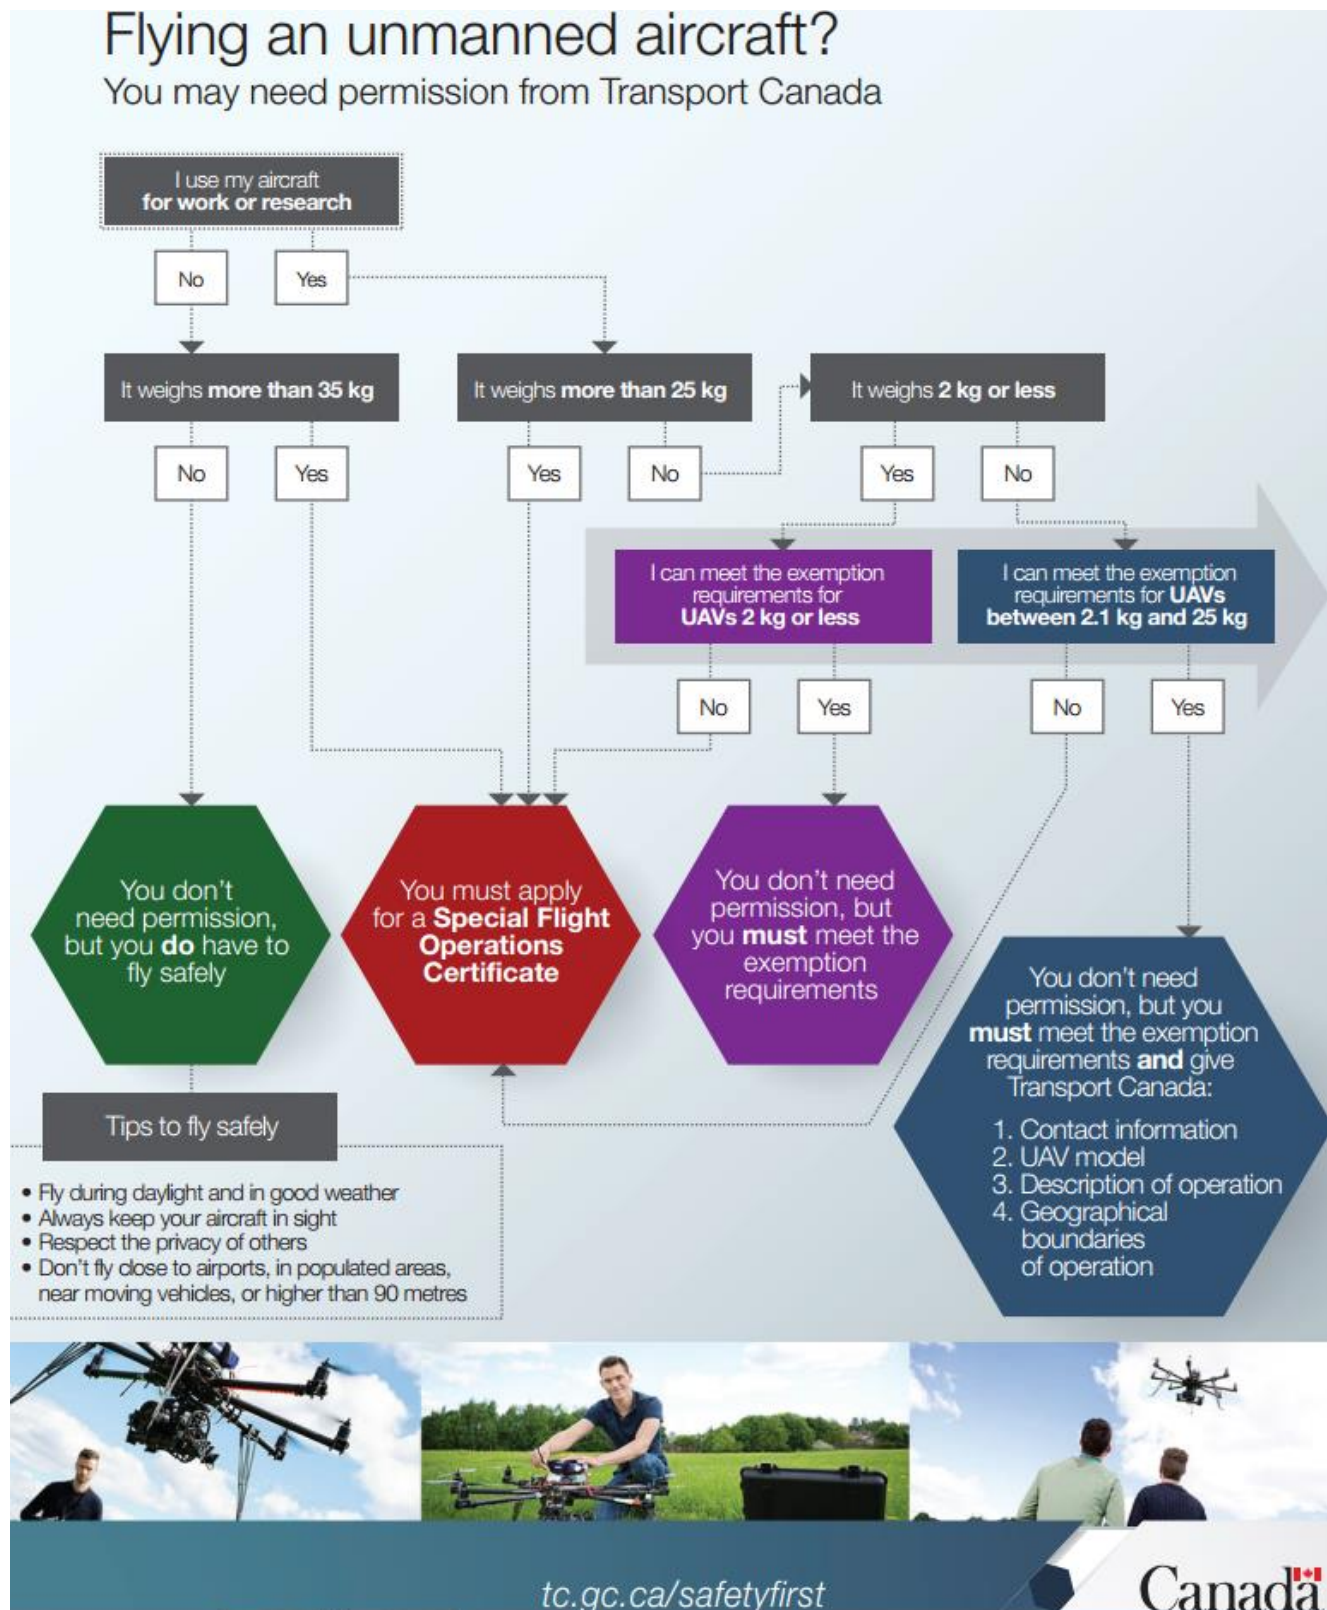 Flying an unmanned aircraft?
You may need permission from Transport Canada
I use my aircraft
for work or research
No
Yes
It weighs more than 35 kg
It weighs more than 25 kg
It weighs 2 kg or less
No
Yes
Yes
No
Yes
No
I can meet the exemption
requirements for
UAVs 2 kg or less
I can meet the exemption
requirements for UAVs
between 2.1 kg and 25 kg
No
Yes
No
Yes
You don't
need permission,
but you do have to
fly safely
You must apply
for a Special Flight
Operations
Certificate
You don't need
permission, but
you must meet the
exemption
requirements
You don't need
permission, but you
must meet the exemption
requirements and give
Transport Canada:
1. Contact information
2. UAV model
3. Description of operation
4. Geographical
boundaries
of operation
Tips to fly safely
• Fly during daylight and in good weather
• Always keep your aircraft in sight
• Respect the privacy of others
• Don't fly close to airports, in populated areas,
near moving vehicles, or higher than 90 metres
tc.gc.ca/safetyfirst
Canada